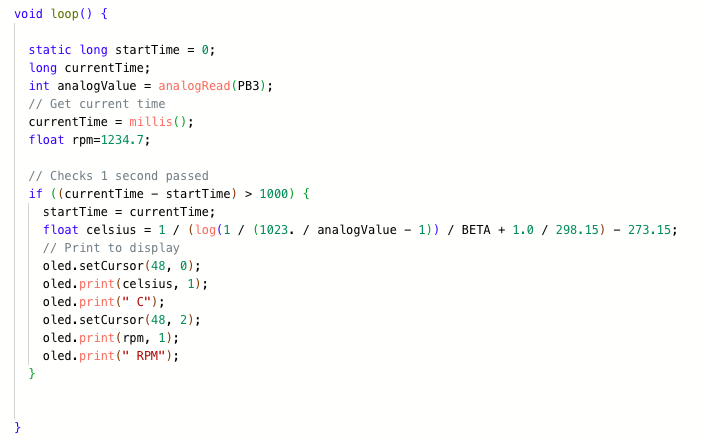 void loop() {
static long startTime = 0;
long currentTime;
int analogValue = analogRead(PB3);
// Get current time
currentTime = millis();
float rpm=1234.7;
// Checks 1 second passed
if ((currentTime – startTime) > 1000) {
startTime = currentTime;
float celsius = 1 / (log(1 / (1023. / analogValue – 1)) / BETA + 1.0 / 298.15) – 273.15;
// Print to display
oled.setCursor(48, 0);
oled.print(celsius, 1);
oled.print(" C");
oled.setCursor(48, 2);
oled.print(rpm, 1);
oled.print(" RPM");
}
}